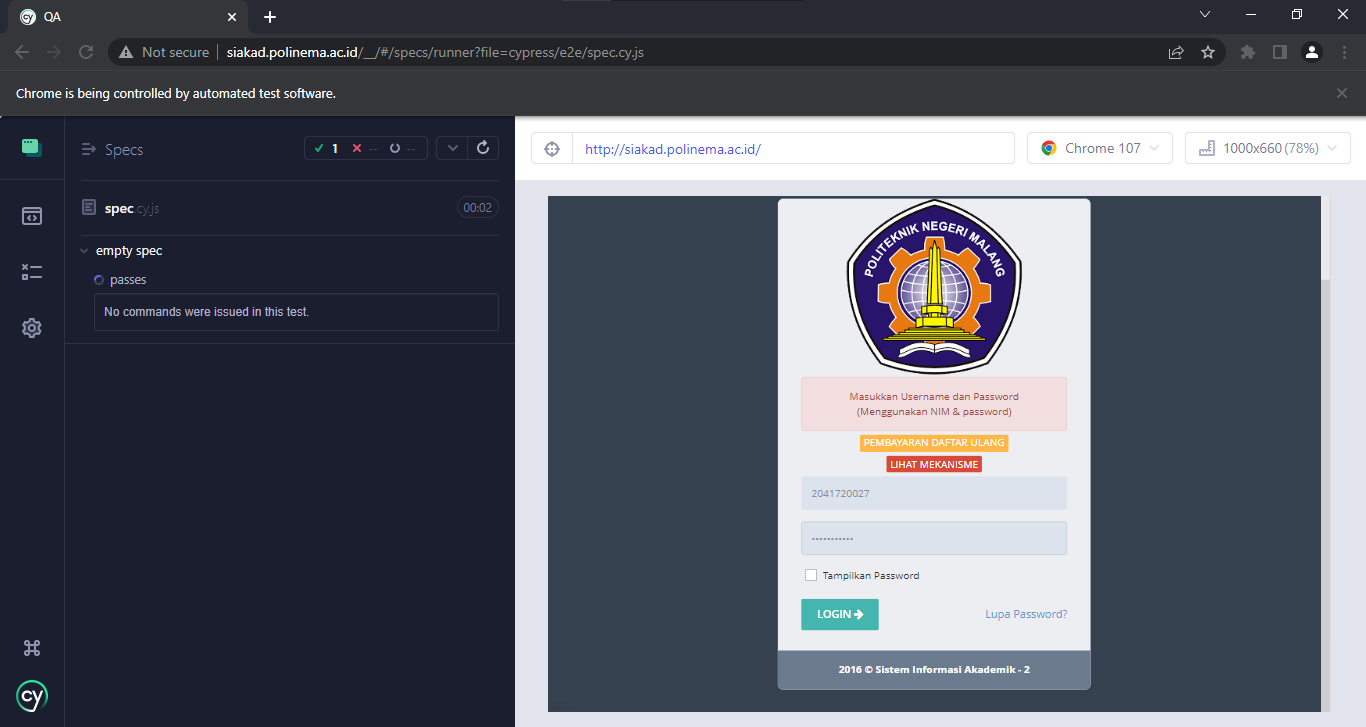 QA
Not secure siakad.polinema.ac.id/__/#/specs/runner?file=cypress/e2e/spec.cy.js
Chrome is being controlled by automated test software.
Specs
1 -- --
spec.cy.js 00:02
empty spec
passes
No commands were issued in this test.
cy
http://siakad.polinema.ac.id/
Chrome 107
1000x660 (78%)
POLITEKNIK NEGERI MALANG
Masukkan Username dan Password
(Menggunakan NIM & password)
PEMBAYARAN DAFTAR ULANG
LIHAT MEKANISME
2041720027
-----------
Tampilkan Password
LOGIN
Lupa Password?
2016 © Sistem Informasi Akademik - 2